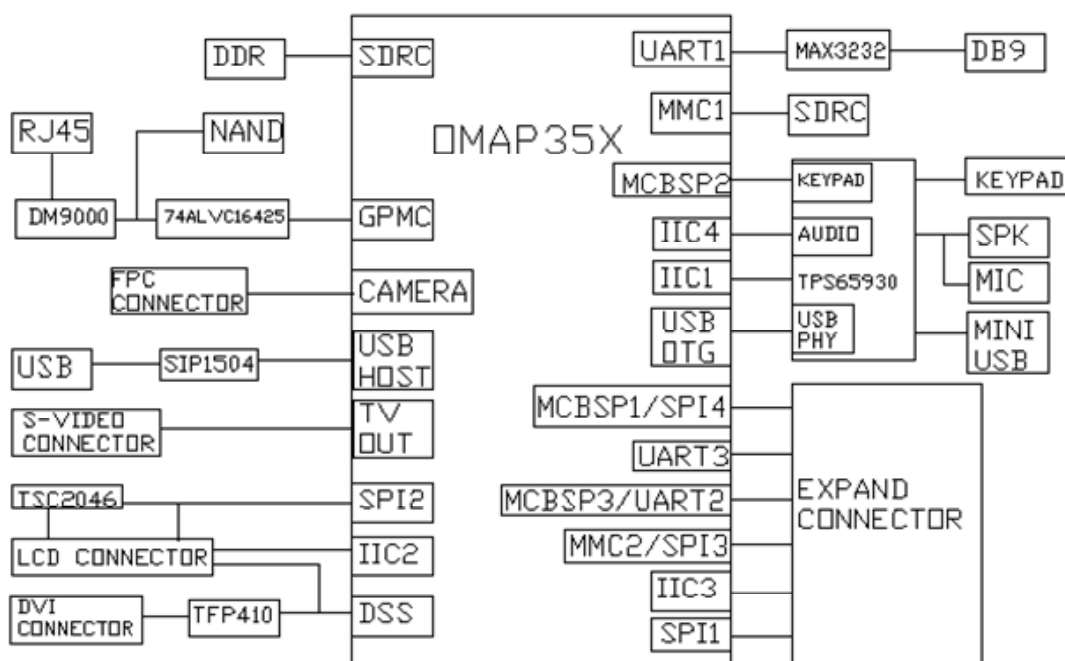 DDR
SDRC
UART1
MAX3232
DB9
RJ45
NAND
OMAP35X
MMC1
SDRC
MCBSP2
KEYPAD
KEYPAD
DM9000
74ALVC16425
GPMC
IIC4
AUDIO
SPK
FPC
CONNECTOR
CAMERA
IIC1
TPS65930
MIC
USB
OTG
USB
PHY
MINI
USB
USB
SIP1504
USB
HOST
S-VIDEO
CONNECTOR
TV
OUT
MCBSP1/SPI4
UART3
TSC2046
SPI2
MCBSP3/UART2
EXPAND
CONNECTOR
LCD CONNECTOR
IIC2
MMC2/SPI3
IIC3
DVI
CONNECTOR
TFP410
DSS
SPI1